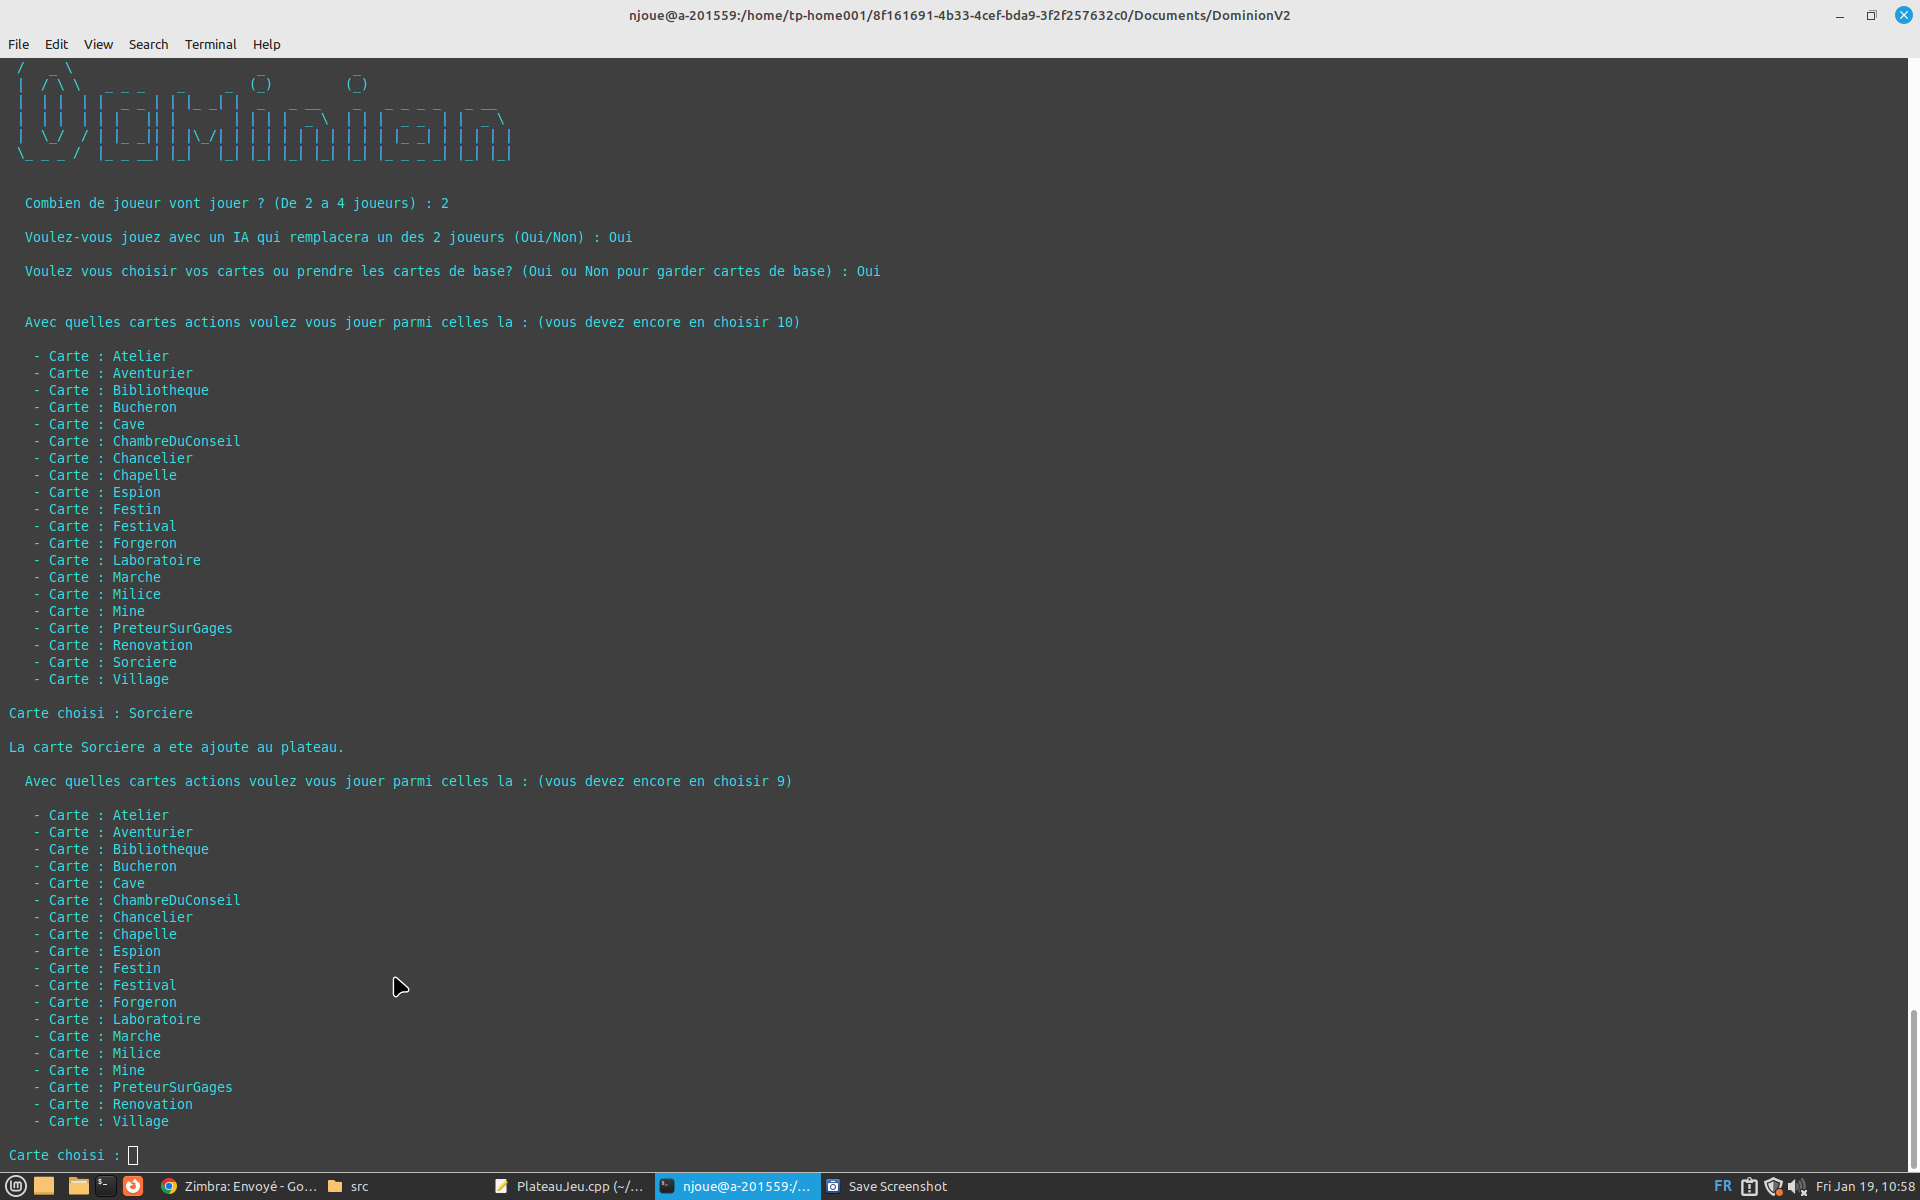 njoue@a-201559:/home/tp-home001/8f161691-4b33-4cef-bda9-3f2f257632c0/Documents/DominionV2
File Edit View Search Terminal Help
Dominion
Combien de joueur vont jouer ? (De 2 a 4 joueurs) : 2
Voulez-vous jouez avec un IA qui remplacera un des 2 joueurs (Oui/Non) : Oui
Voulez vous choisir vos cartes ou prendre les cartes de base? (Oui ou Non pour garder cartes de base) : Oui
Avec quelles cartes actions voulez vous jouer parmi celles la : (vous devez encore en choisir 10)
- Carte : Atelier
- Carte : Aventurier
- Carte : Bibliotheque
- Carte : Bucheron
- Carte : Cave
- Carte : ChambreDuConseil
- Carte : Chancelier
- Carte : Chapelle
- Carte : Espion
- Carte : Festin
- Carte : Festival
- Carte : Forgeron
- Carte : Laboratoire
- Carte : Marche
- Carte : Milice
- Carte : Mine
- Carte : PreteurSurGages
- Carte : Renovation
- Carte : Sorciere
- Carte : Village
Carte choisi : Sorciere
La carte Sorciere a ete ajoute au plateau.
Avec quelles cartes actions voulez vous jouer parmi celles la : (vous devez encore en choisir 9)
- Carte : Atelier
- Carte : Aventurier
- Carte : Bibliotheque
- Carte : Bucheron
- Carte : Cave
- Carte : ChambreDuConseil
- Carte : Chancelier
- Carte : Chapelle
- Carte : Espion
- Carte : Festin
- Carte : Festival
- Carte : Forgeron
- Carte : Laboratoire
- Carte : Marche
- Carte : Milice
- Carte : Mine
- Carte : PreteurSurGages
- Carte : Renovation
- Carte : Village
Carte choisi :
Zimbra: Envoyé - Go... src PlateauJeu.cpp (~/... njoue@a-201559:/... Save Screenshot FR Fri Jan 19, 10:58